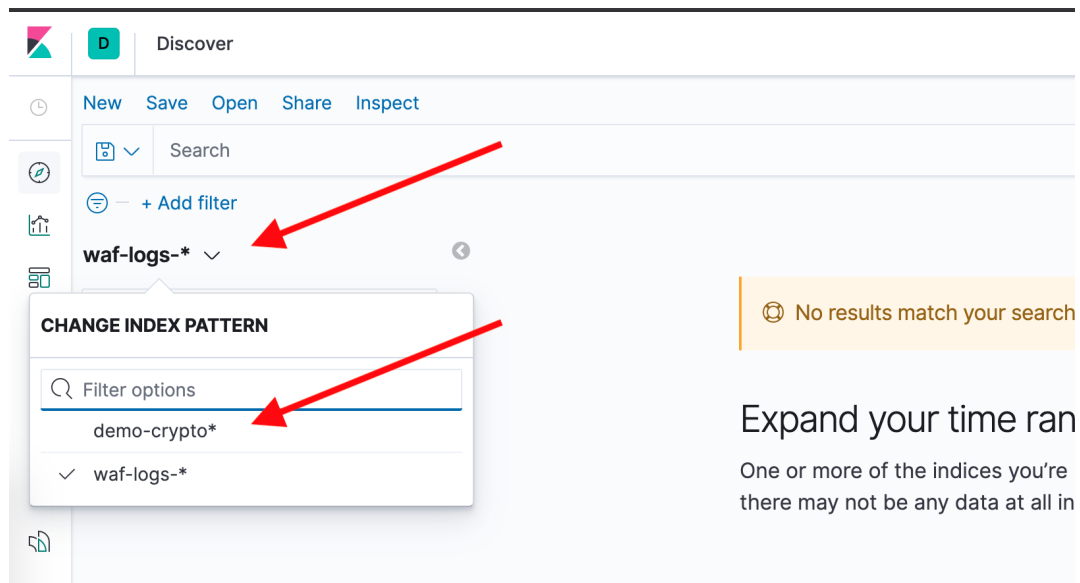 D Discover
New Save Open Share Inspect
Search
+ Add filter
waf-logs-*
CHANGE INDEX PATTERN
Filter options
demo-crypto*
waf-logs-*
No results match your search
Expand your time ran
One or more of the indices you're
there may not be any data at all in